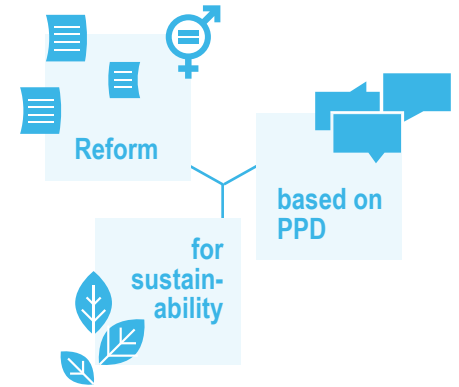 Reform
based on
PPD
for
sustain-
ability